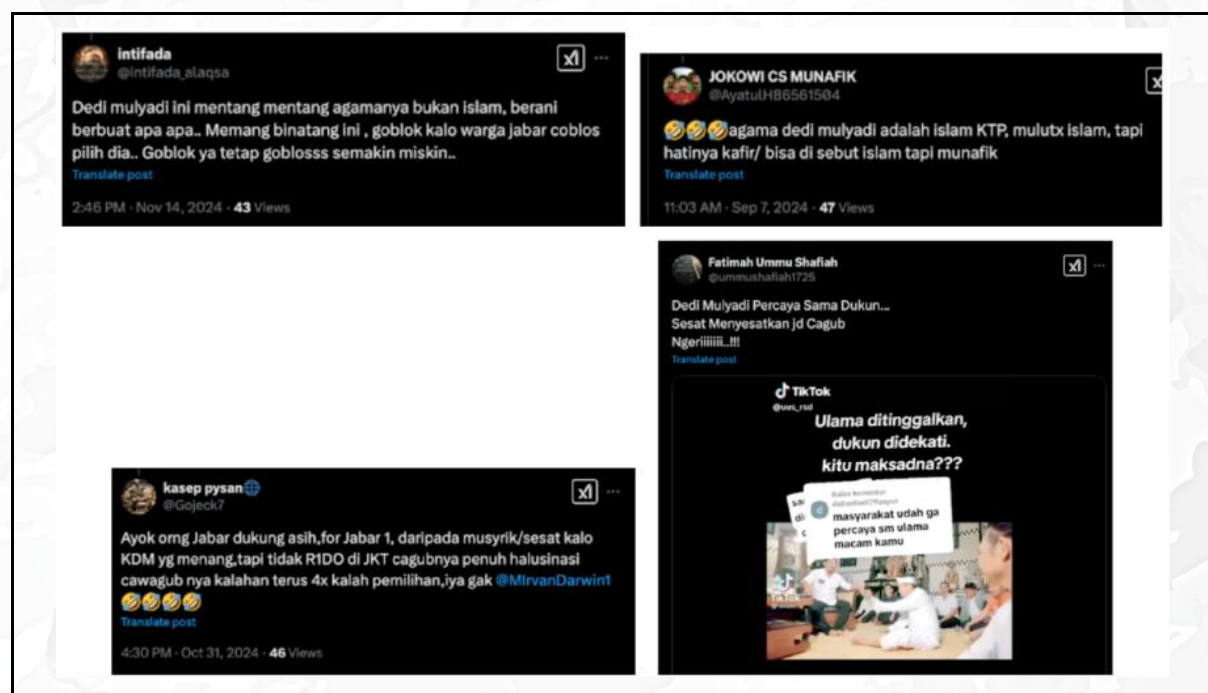 intifada
@intifada_alaqsa
Dedi mulyadi ini mentang mentang agamanya bukan islam, berani
berbuat apa apa.. Memang binatang ini , goblok kalo warga jabar coblos
pilih dia.. Goblok ya tetap goblosss semakin miskin..
Translate post
2:46 PM · Nov 14, 2024 · 43 Views
JOKOWI CS MUNAFIK
@AyatulH86561504
🤣🤣🤣agama dedi mulyadi adalah islam KTP, mulutx islam, tapi
hatinya kafir/ bisa di sebut islam tapi munafik
Translate post
11:03 AM · Sep 7, 2024 · 47 Views
Fatimah Ummu Shafiah
@ummushafiah1725
Dedi Mulyadi Percaya Sama Dukun...
Sesat Menyesatkan jd Cagub
Ngeriiiiiii..!!!
Translate post
TikTok
@uus_rsd
Ulama ditinggalkan,
dukun didekati.
kitu maksadna???
masyarakat udah ga
percaya sm ulama
macam kamu
TikTok
kasep pysan🌐
@Gojeck7
Ayok orng Jabar dukung asih,for Jabar 1, daripada musyrik/sesat kalo
KDM yg menang,tapi tidak R1DO di JKT cagubnya penuh halusinasi
cawagub nya kalahan terus 4x kalah pemilihan,iya gak @MIrvanDarwin1
🤣🤣🤣🤣
Translate post
4:30 PM · Oct 31, 2024 · 46 Views